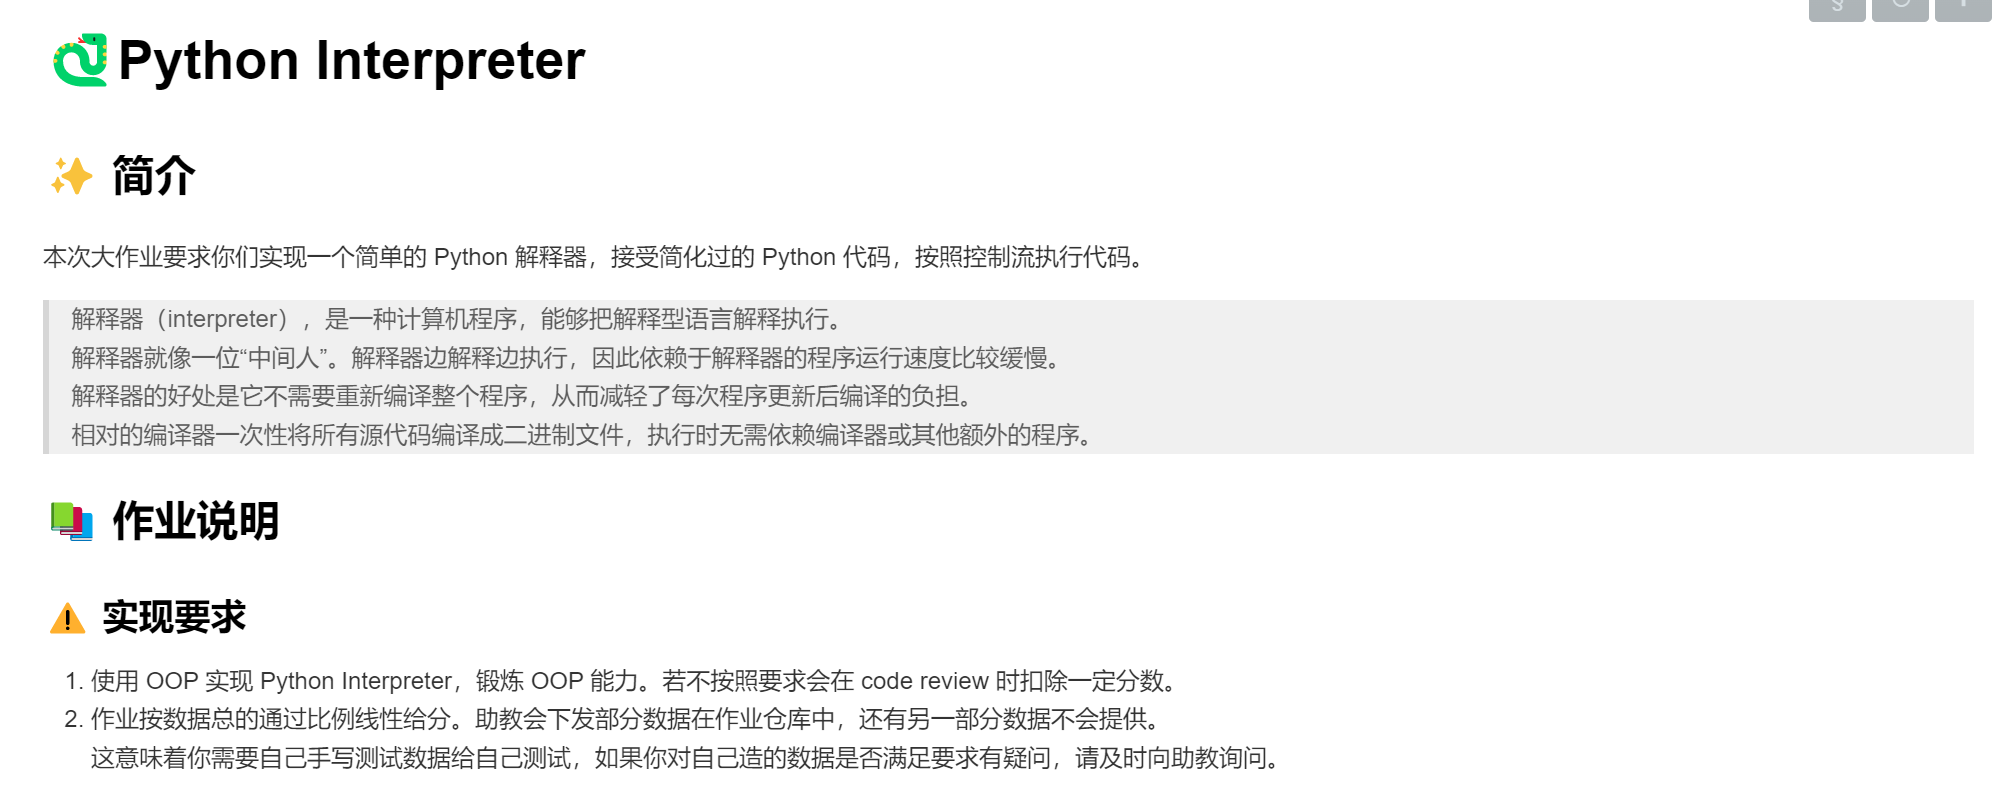 Python Interpreter
简介
本次大作业要求你们实现一个简单的 Python 解释器，接受简化过的 Python 代码，按照控制流执行代码。
解释器（interpreter），是一种计算机程序，能够把解释型语言解释执行。
解释器就像一位“中间人”。解释器边解释边执行，因此依赖于解释器的程序运行速度比较缓慢。
解释器的好处是它不需要重新编译整个程序，从而减轻了每次程序更新后编译的负担。
相对的编译器一次性将所有源代码编译成二进制文件，执行时无需依赖编译器或其他额外的程序。
作业说明
实现要求
1. 使用 OOP 实现 Python Interpreter，锻炼 OOP 能力。若不按照要求会在 code review 时扣除一定分数。
2. 作业按数据总的通过比例线性给分。助教会下发部分数据在作业仓库中，还有另一部分数据不会提供。
这意味着你需要自己手写测试数据给自己测试，如果你对自己造的数据是否满足要求有疑问，请及时向助教询问。